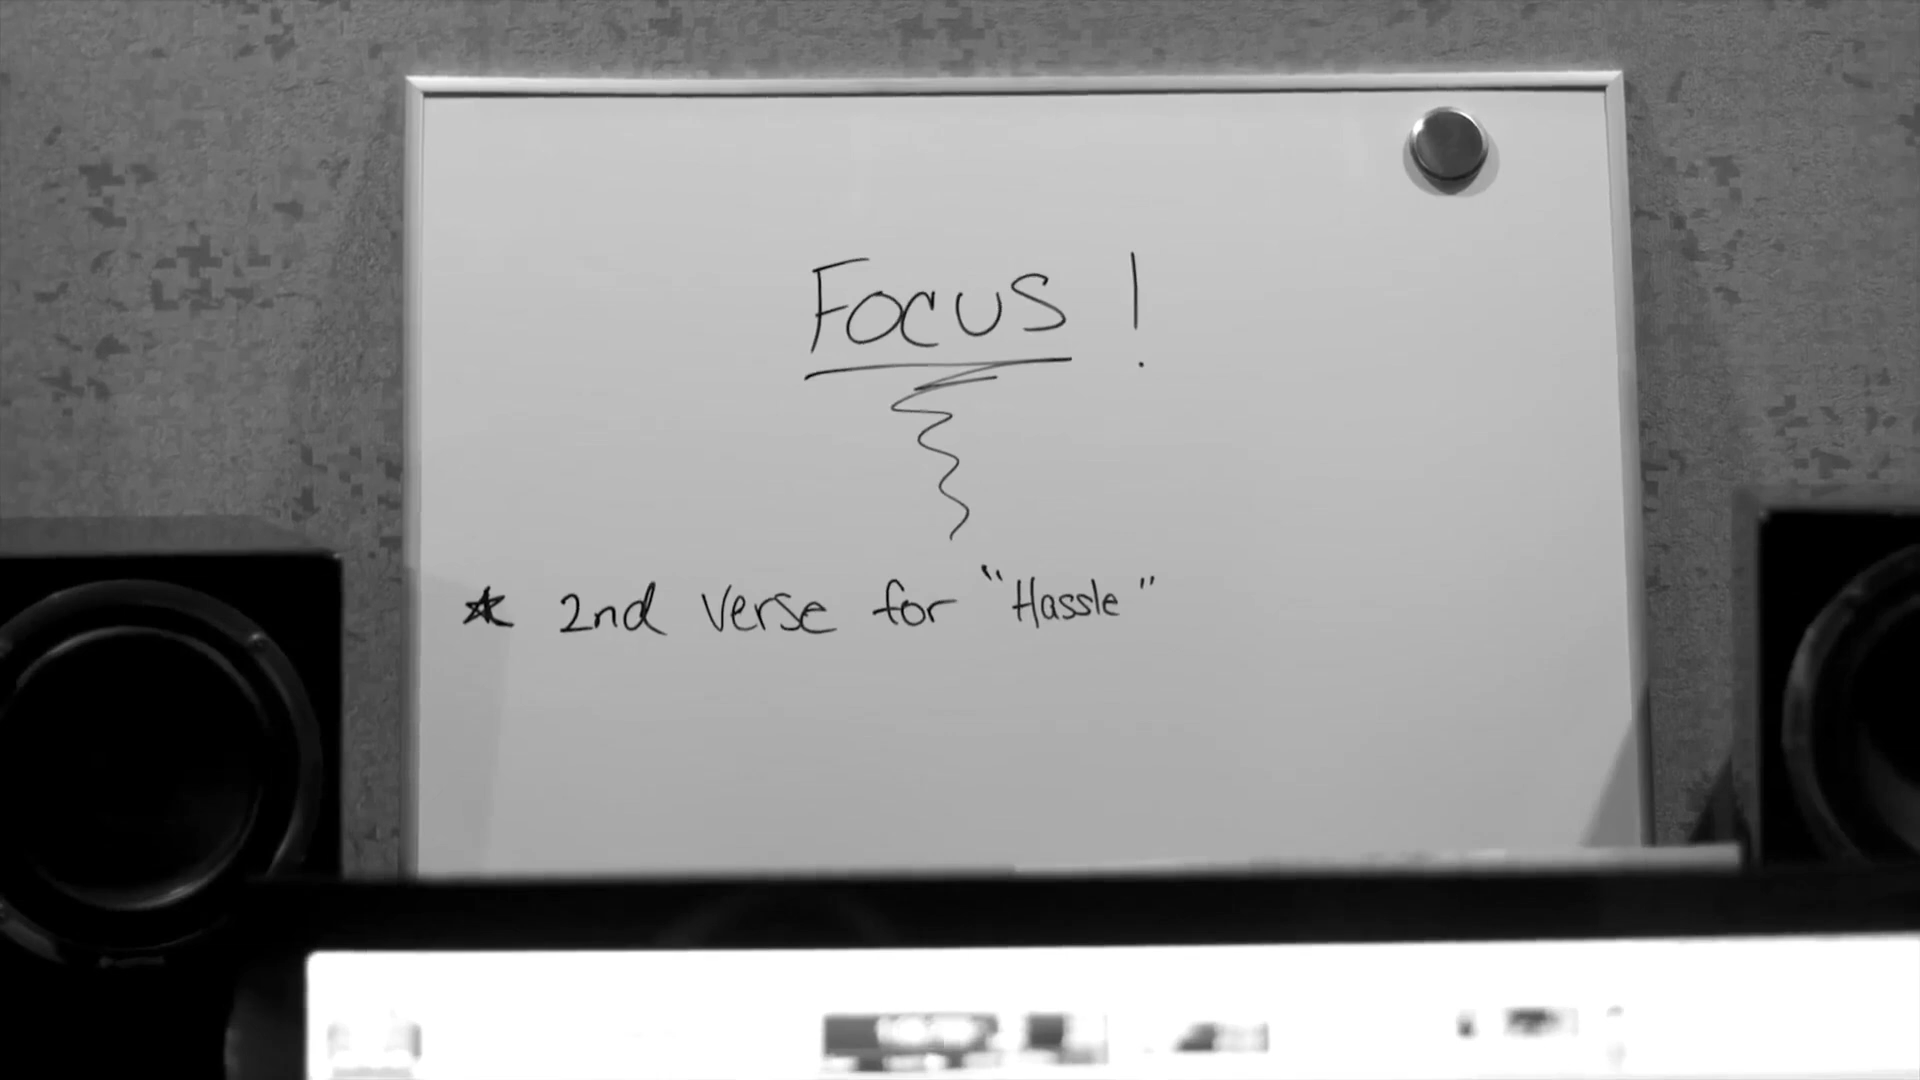 FOCUS !
★ 2nd Verse for "Hassle"